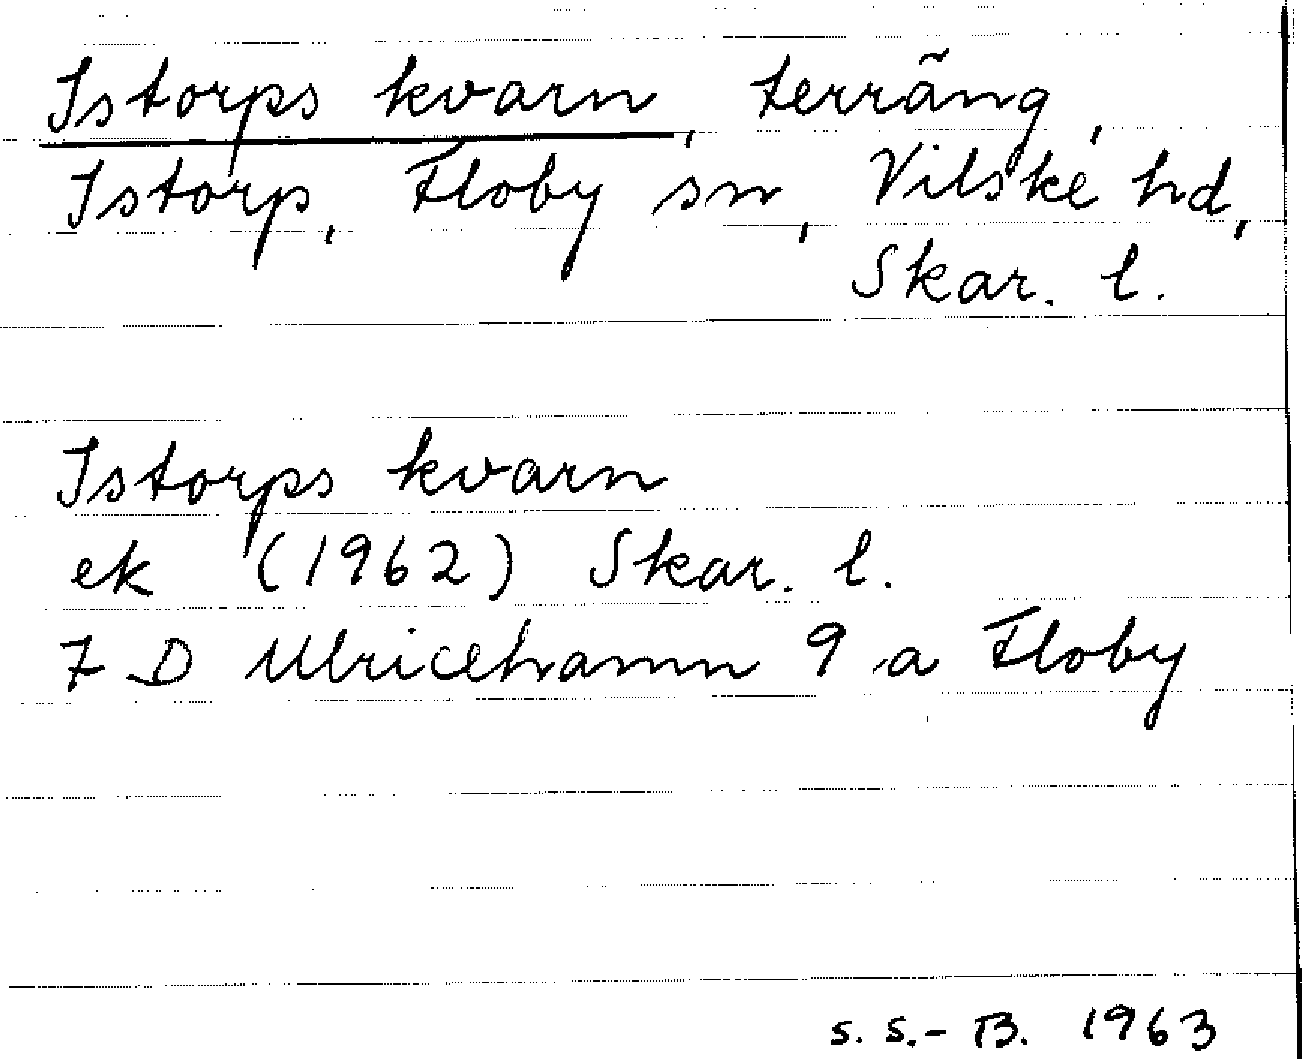 Istorps kvarn, terräng,
Istorp, Floby sn, Vilske hd,
Skar. l.
Istorps kvarn
ek (1962) Skar. l.
7 D Ulricehamn 9 a Floby
S. S.-B. 1963